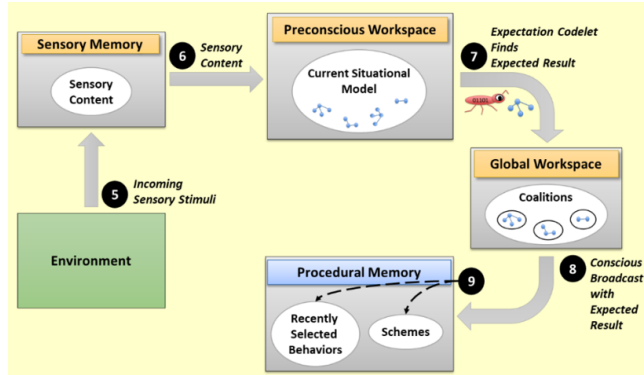 Sensory Memory
Sensory
Content
6
Sensory
Content
Preconscious Workspace
Current Situational
Model
7
Expectation Codelet
Finds
Expected Result
5
Incoming
Sensory Stimuli
Environment
Global Workspace
Coalitions
8
Conscious
Broadcast
with
Expected
Result
Procedural Memory
9
Recently
Selected
Behaviors
Schemes